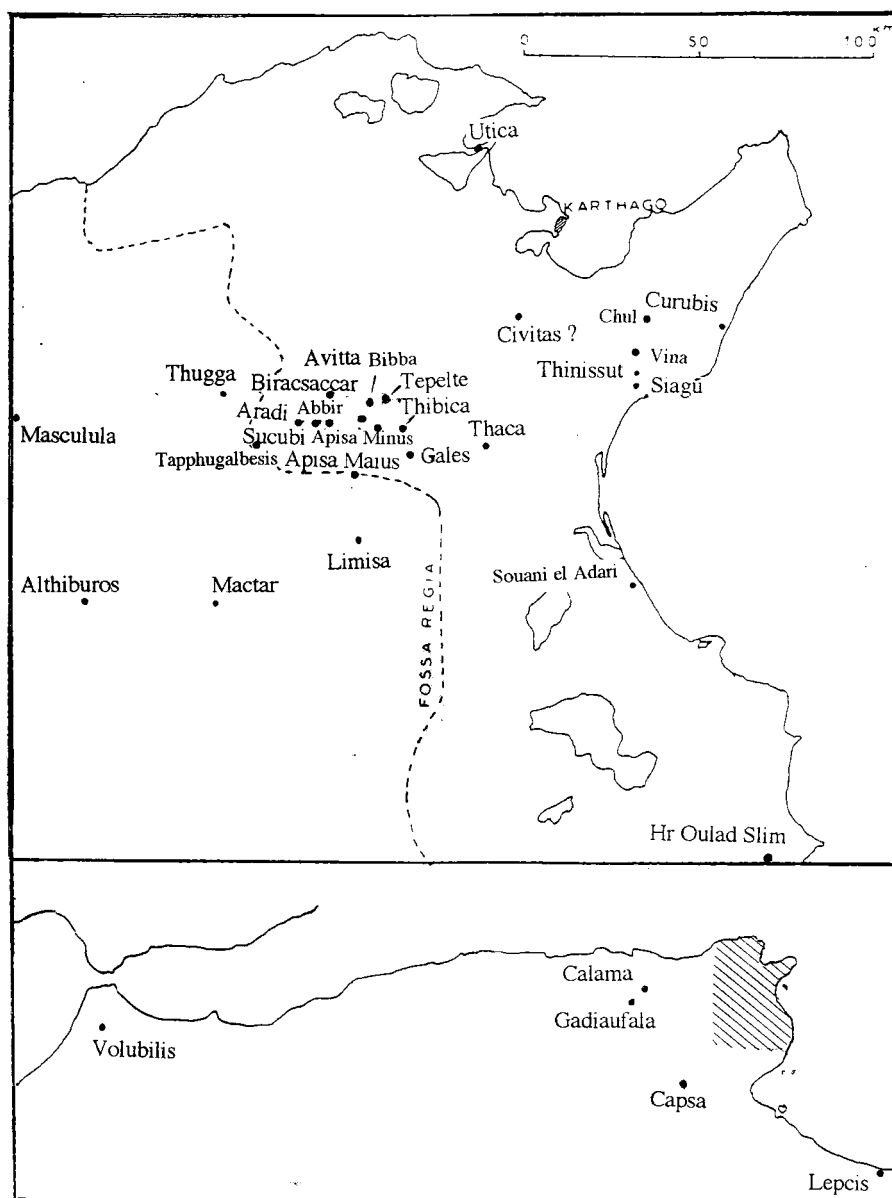 0 50 100 km
Utica
KARTHAGO
Civitas ?
Chul
Curubis
Thinissut
Vina
Siagū
Avitta Bibba
Thugga
Biracsaccar
Tepelte
Aradi
Abbir
Thibica
Masculula
Sucubi
Apisa Minus
Thaca
Tapphugalbesis
Apisa Maius
Gales
Limisa
Souani el Adari
Althiburos
Mactar
FOSSA REGIA
Hr Oulad Slim
Calama
Gadiaufala
Volubilis
Capsa
Lepcis